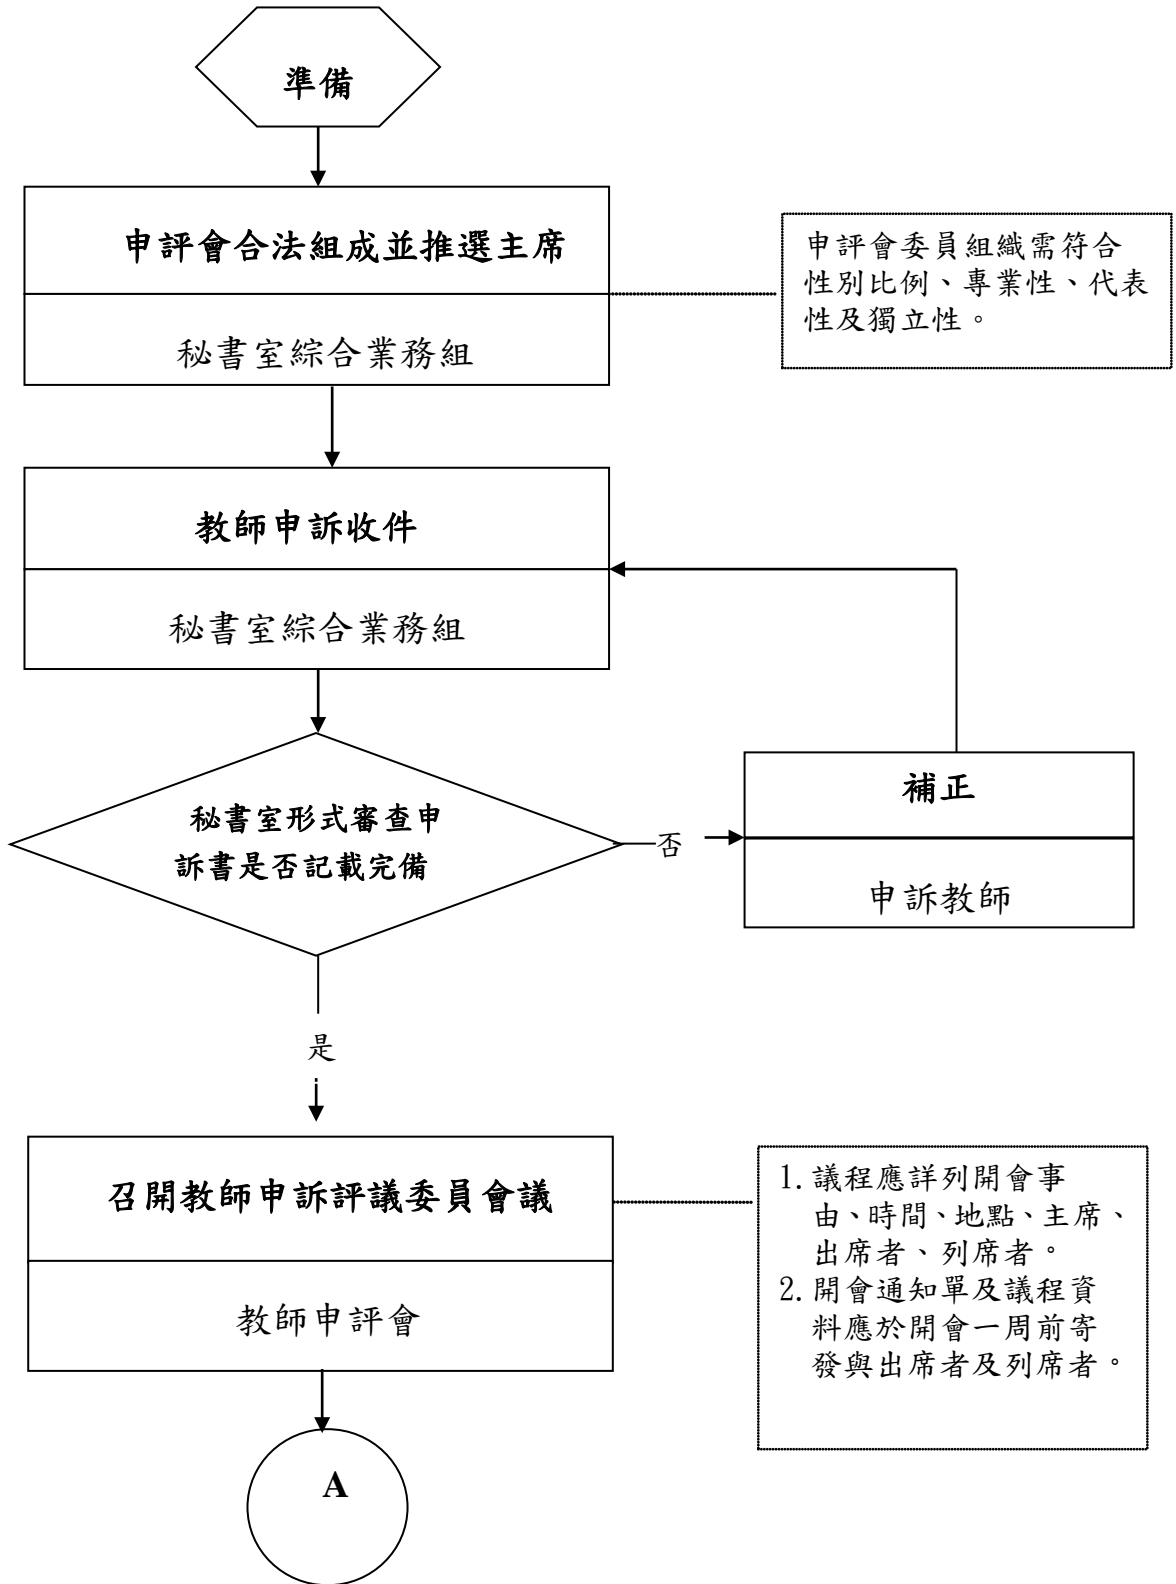 準備
申評會合法組成並推選主席
秘書室綜合業務組
申評會委員組織需符合
性別比例、專業性、代表
性及獨立性。
教師申訴收件
秘書室綜合業務組
秘書室形式審查申
訴書是否記載完備
否
補正
申訴教師
是
召開教師申訴評議委員會議
教師申評會
1. 議程應詳列開會事
由、時間、地點、主席、
出席者、列席者。
2. 開會通知單及議程資
料應於開會一周前寄
發與出席者及列席者。
A